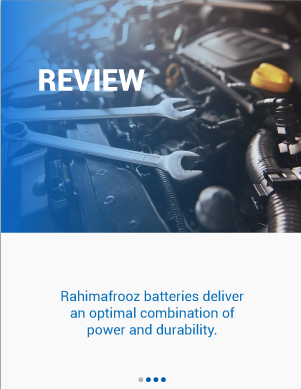 REVIEW
Rahimafrooz batteries deliver
an optimal combination of
power and durability.